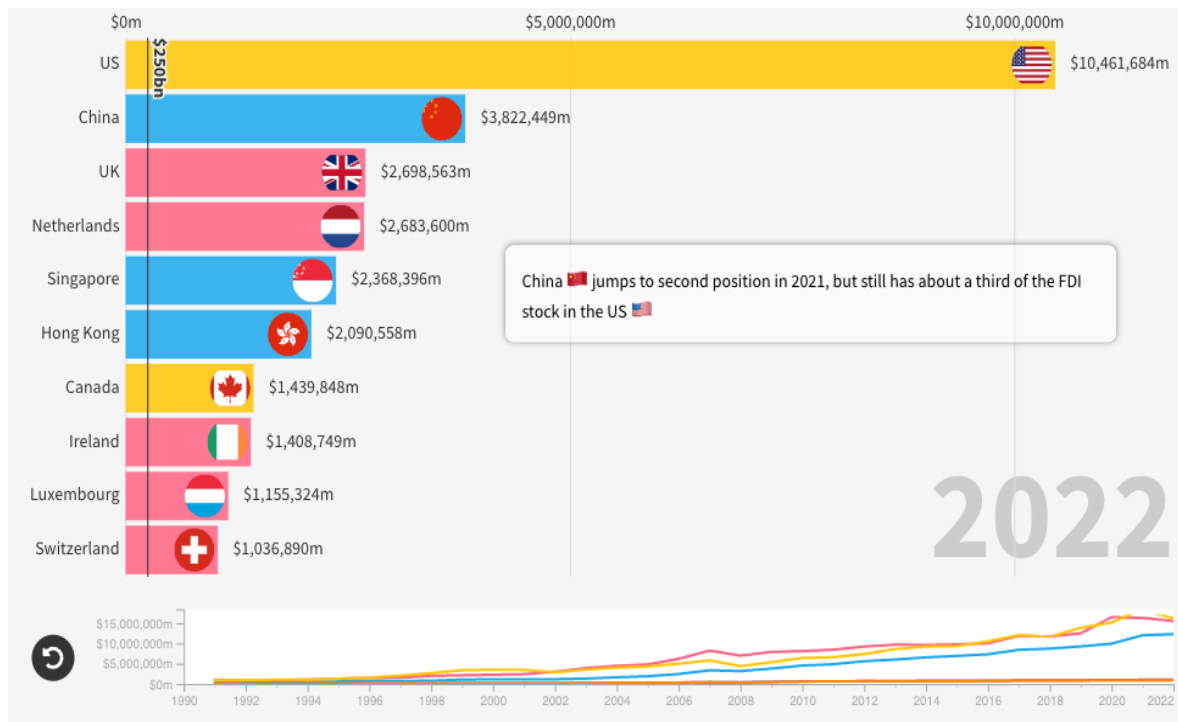 $0m $5,000,000m $10,000,000m
$250bn
US $10,461,684m
China $3,822,449m
UK $2,698,563m
Netherlands $2,683,600m
Singapore $2,368,396m
China 🇨🇳 jumps to second position in 2021, but still has about a third of the FDI
stock in the US 🇺🇸
Hong Kong $2,090,558m
Canada $1,439,848m
Ireland $1,408,749m
Luxembourg $1,155,324m
Switzerland $1,036,890m
2022
$15,000,000m
$10,000,000m
$5,000,000m
$0m
1990 1992 1994 1996 1998 2000 2002 2004 2006 2008 2010 2012 2014 2016 2018 2020 2022